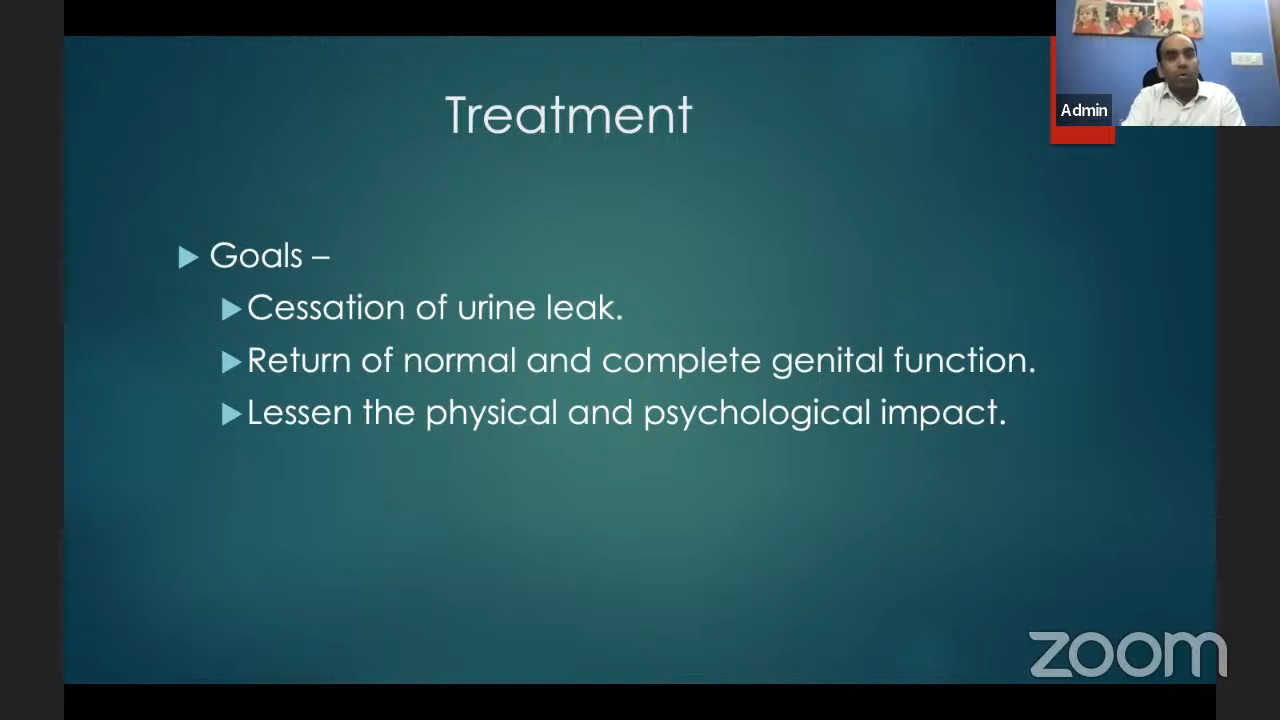 Treatment
Admin
Goals –
Cessation of urine leak.
Return of normal and complete genital function.
Lessen the physical and psychological impact.
zoom